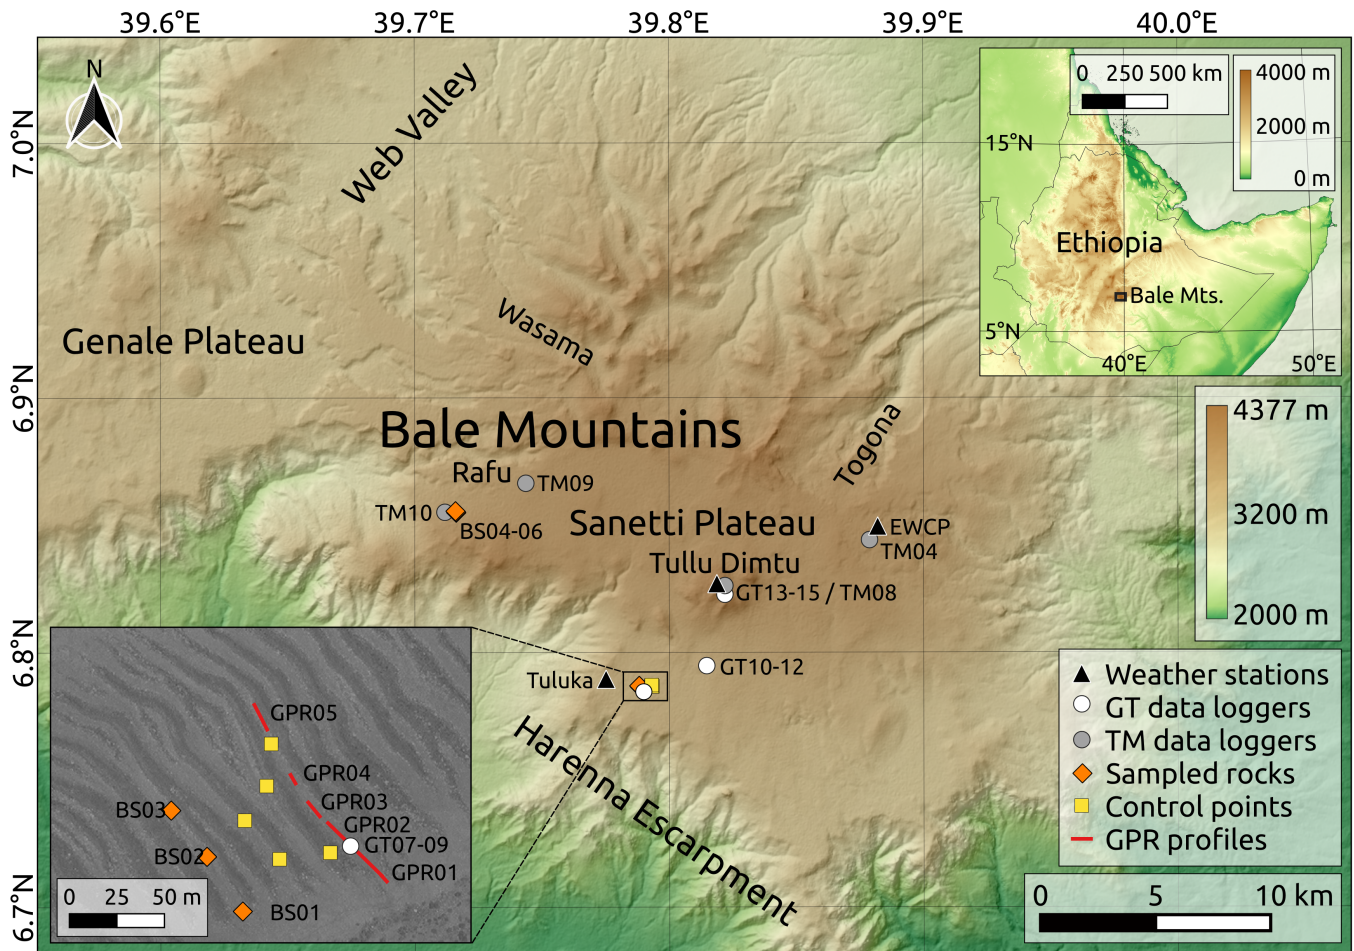 39.6°E 39.7°E 39.8°E 39.9°E 40.0°E
N
7.0°N
6.9°N
6.8°N
6.7°N
Web Valley
Genale Plateau
Wasama
Bale Mountains
Togona
Rafu
TM09
TM10
BS04-06
Sanetti Plateau
EWCP
TM04
Tullu Dimtu
GT13-15 / TM08
GT10-12
Tuluka
Harenna Escarpment
0 250 500 km
4000 m
2000 m
0 m
15°N
Ethiopia
Bale Mts.
5°N
40°E
50°E
4377 m
3200 m
2000 m
Weather stations
GT data loggers
TM data loggers
Sampled rocks
Control points
GPR profiles
0 5 10 km
GPR05
GPR04
GPR03
GPR02
GT07-09
GPR01
BS03
BS02
BS01
0 25 50 m